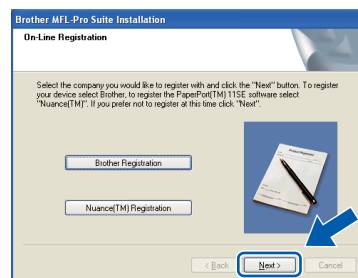 Brother MFL-Pro Suite Installation
On-Line Registration
Select the company you would like to register with and click the "Next" button. To register
your device select Brother, to register the PaperPort(TM) 11SE software select
"Nuance(TM)". If you prefer not to register at this time click "Next".
Brother Registration
Nuance(TM) Registration
< Back Next > Cancel